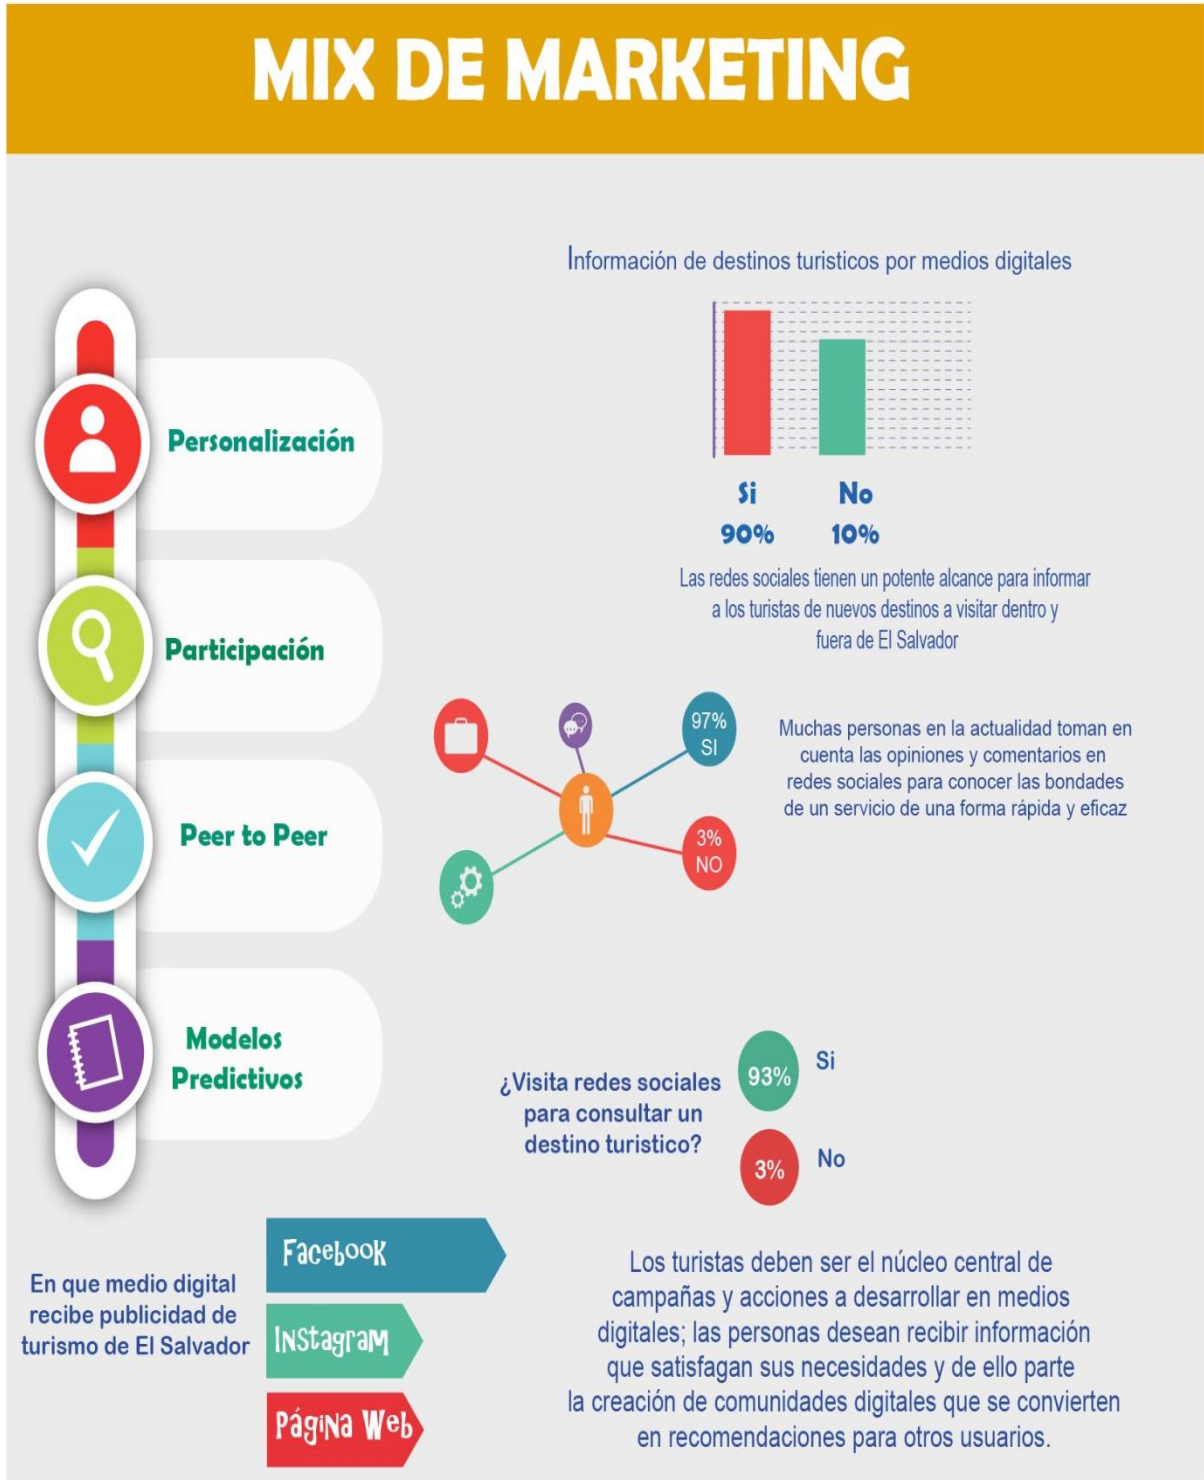 MIX DE MARKETING
Información de destinos turisticos por medios digitales
Si
No
90%
10%
Las redes sociales tienen un potente alcance para informar
a los turistas de nuevos destinos a visitar dentro y
fuera de El Salvador
Personalización
Participación
Peer to Peer
Modelos
Predictivos
97%
SI
3%
NO
Muchas personas en la actualidad toman en
cuenta las opiniones y comentarios en
redes sociales para conocer las bondades
de un servicio de una forma rápida y eficaz
¿Visita redes sociales
para consultar un
destino turistico?
93%
Si
3%
No
En que medio digital
recibe publicidad de
turismo de El Salvador
Facebook
Instagram
Página Web
Los turistas deben ser el núcleo central de
campañas y acciones a desarrollar en medios
digitales; las personas desean recibir información
que satisfagan sus necesidades y de ello parte
la creación de comunidades digitales que se convierten
en recomendaciones para otros usuarios.